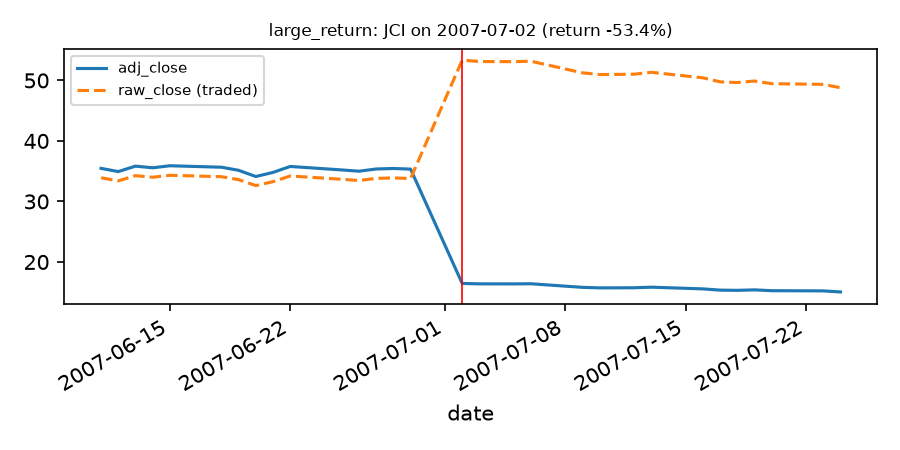 large_return: JCI on 2007-07-02 (return -53.4%)
adj_close
raw_close (traded)
50
40
30
20
2007-06-15
2007-06-22
2007-07-01
2007-07-08
2007-07-15
2007-07-22
date